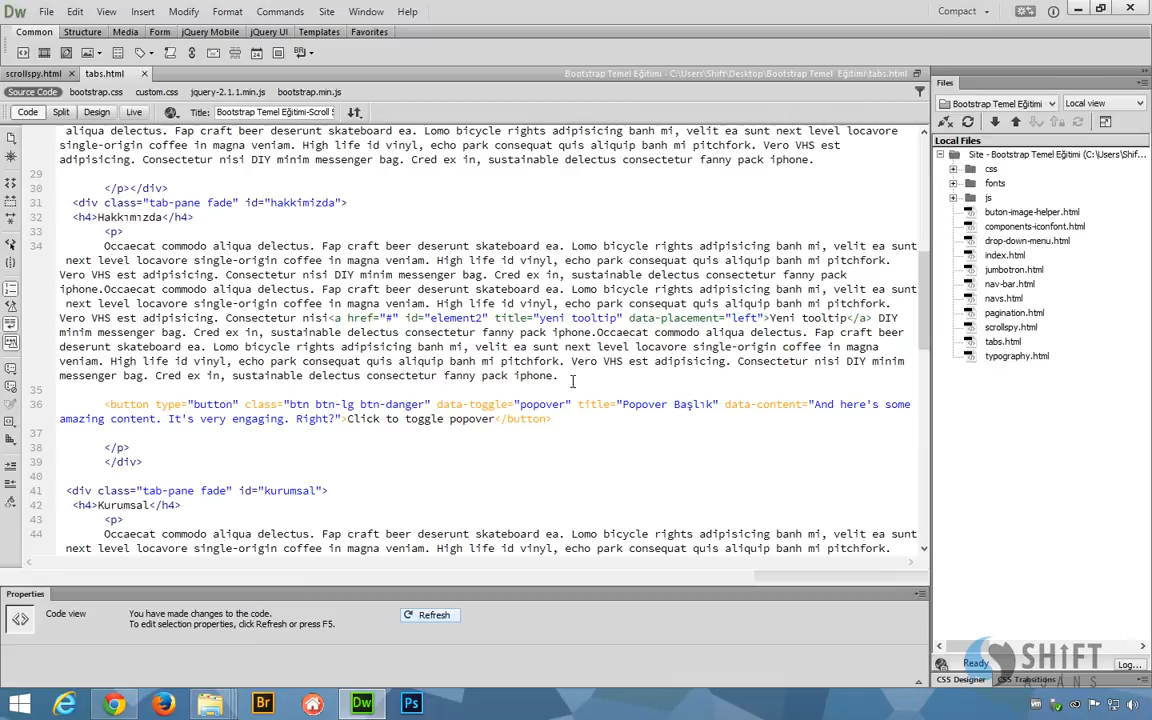 Dw File Edit View Insert Modify Format Commands Site Window Help Compact
Common Structure Media Form jQuery Mobile jQuery UI Templates Favorites
scrollspy.html tabs.html Bootstrap Temel Eğitimi - C:\Users\Shift\Desktop\Bootstrap Temel Eğitimi\tabs.html
Source Code bootstrap.css custom.css jquery-2.1.1.min.js bootstrap.min.js
Code Split Design Live Title: Bootstrap Temel Eğitimi-Scroll S
aliqua delectus. Fap craft beer deserunt skateboard ea. Lomo bicycle rights adipisicing banh mi, velit ea sunt next level locavore
single-origin coffee in magna veniam. High life id vinyl, echo park consequat quis aliquip banh mi pitchfork. Vero VHS est
adipisicing. Consectetur nisi DIY minim messenger bag. Cred ex in, sustainable delectus consectetur fanny pack iphone.
29
30 </p></div>
31 <div class="tab-pane fade" id="hakkimizda">
32 <h4>Hakkımızda</h4>
33 <p>
34 Occaecat commodo aliqua delectus. Fap craft beer deserunt skateboard ea. Lomo bicycle rights adipisicing banh mi, velit ea sunt
next level locavore single-origin coffee in magna veniam. High life id vinyl, echo park consequat quis aliquip banh mi pitchfork.
Vero VHS est adipisicing. Consectetur nisi DIY minim messenger bag. Cred ex in, sustainable delectus consectetur fanny pack
iphone.Occaecat commodo aliqua delectus. Fap craft beer deserunt skateboard ea. Lomo bicycle rights adipisicing banh mi, velit ea sunt
next level locavore single-origin coffee in magna veniam. High life id vinyl, echo park consequat quis aliquip banh mi pitchfork.
Vero VHS est adipisicing. Consectetur nisi<a href="#" id="element2" title="yeni tooltip" data-placement="left">Yeni tooltip</a> DIY
minim messenger bag. Cred ex in, sustainable delectus consectetur fanny pack iphone.Occaecat commodo aliqua delectus. Fap craft beer
deserunt skateboard ea. Lomo bicycle rights adipisicing banh mi, velit ea sunt next level locavore single-origin coffee in magna
veniam. High life id vinyl, echo park consequat quis aliquip banh mi pitchfork. Vero VHS est adipisicing. Consectetur nisi DIY minim
messenger bag. Cred ex in, sustainable delectus consectetur fanny pack iphone.
35
36 <button type="button" class="btn btn-lg btn-danger" data-toggle="popover" title="Popover Başlık" data-content="And here's some
amazing content. It's very engaging. Right?">Click to toggle popover</button>
37
38 </p>
39 </div>
40
41 <div class="tab-pane fade" id="kurumsal">
42 <h4>Kurumsal</h4>
43 <p>
44 Occaecat commodo aliqua delectus. Fap craft beer deserunt skateboard ea. Lomo bicycle rights adipisicing banh mi, velit ea sunt
next level locavore single-origin coffee in magna veniam. High life id vinyl, echo park consequat quis aliquip banh mi pitchfork.
Properties
Code view
You have made changes to the code.
To edit selection properties, click Refresh or press F5.
Refresh
Files
Bootstrap Temel Eğitimi Local view
Local Files
Site - Bootstrap Temel Eğitimi (C:\Users\Shif...
css
fonts
js
buton-image-helper.html
components-iconfont.html
drop-down-menu.html
index.html
jumbotron.html
nav-bar.html
navs.html
pagination.html
scrollspy.html
tabs.html
typography.html
Ready Log...
SHiFT
AJANS
CSS Designer CSS Transitions
Br Dw Ps